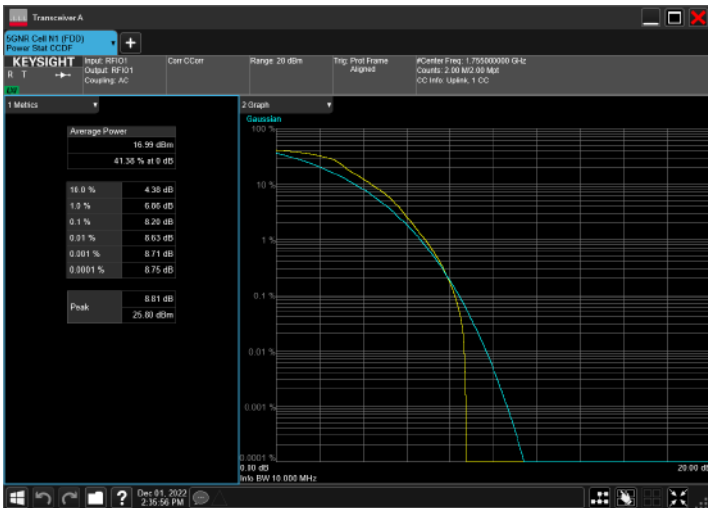 Transceiver A
5GNR Cell N1 (FDD)
Power Stat CCDF
KEYSIGHT
R T
Input: RFIO1
Output: RFIO1
Coupling: AC
Corr CCorr
Range: 20 dBm
Trig: Prot Frame
Aligned
#Center Freq: 1.755000000 GHz
Counts: 2.00 M/2.00 Mpt
CC Info: Uplink, 1 CC
1 Metrics
Average Power
16.99 dBm
41.38 % at 0 dB
10.0 % 4.38 dB
1.0 % 6.66 dB
0.1 % 8.20 dB
0.01 % 8.63 dB
0.001 % 8.71 dB
0.0001 % 8.75 dB
Peak 8.81 dB
25.80 dBm
2 Graph
Gaussian
100 %
10 %
1 %
0.1 %
0.01 %
0.001 %
0.0001 %
0.00 dB
20.00 dB
Info BW 10.000 MHz
?
Dec 01, 2022
2:35:56 PM